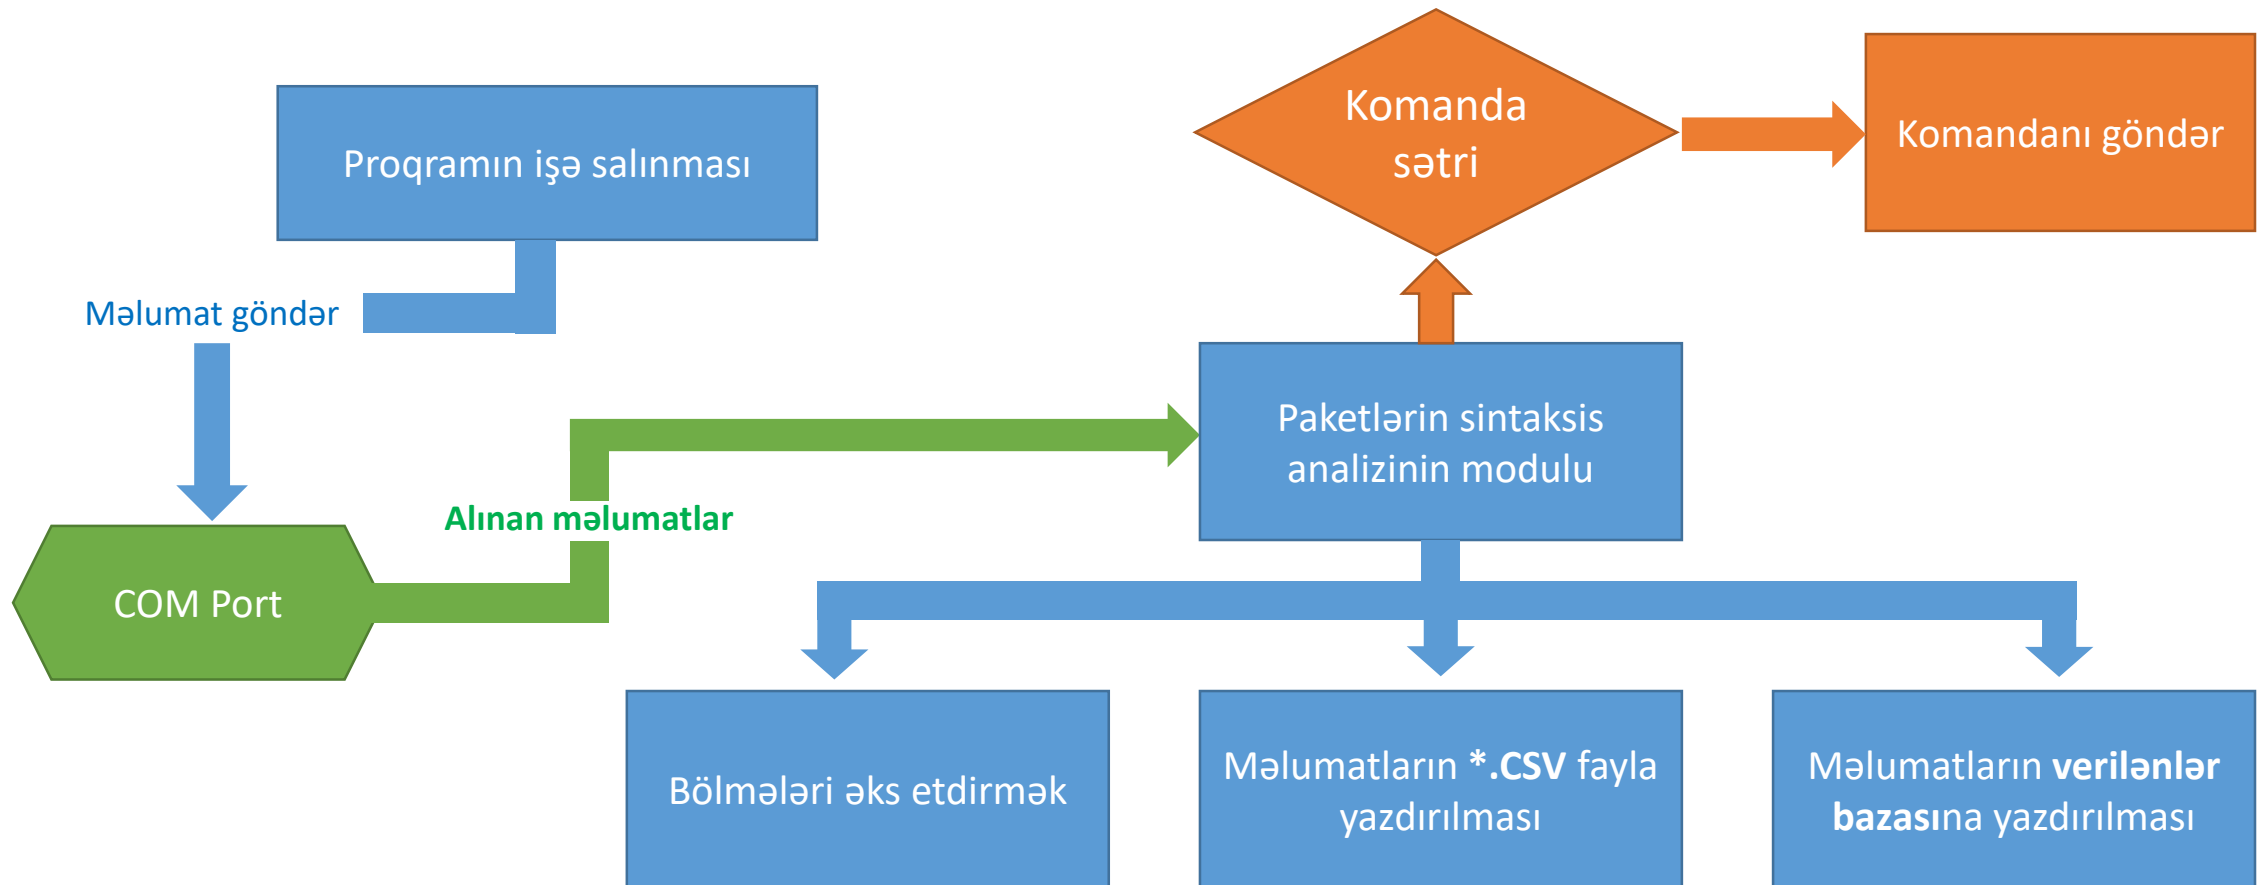 Proqramın işə salınması
Məlumat göndər
COM Port
Alınan məlumatlar
Komanda
sətri
Komandanı göndər
Paketlərin sintaksis
analizinin modulu
Bölmələri əks etdirmək
Məlumatların *.CSV fayla
yazdırılması
Məlumatların verilənlər
bazasına yazdırılması